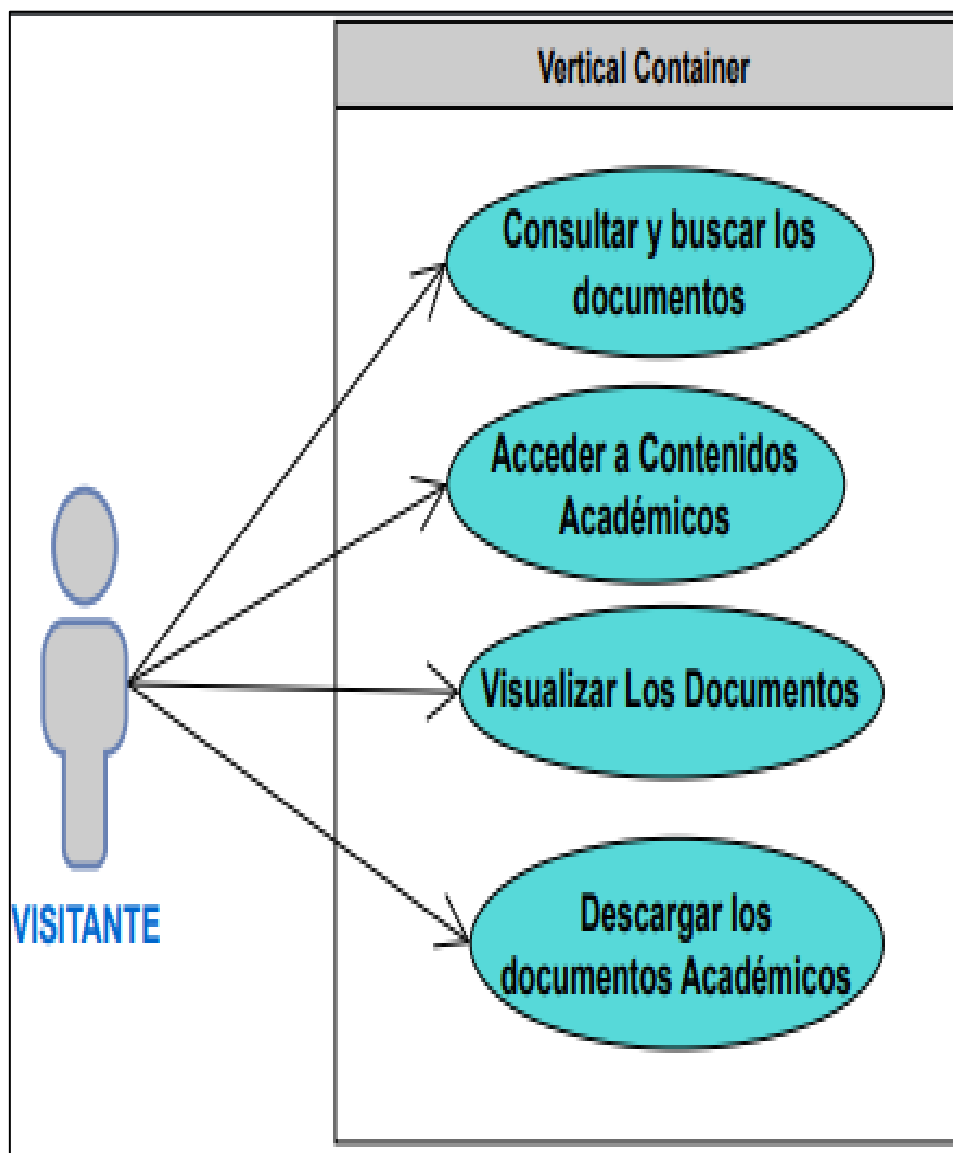 Vertical Container
Consultar y buscar los
documentos
Acceder a Contenidos
Académicos
Visualizar Los Documentos
Descargar los
documentos Académicos
VISITANTE